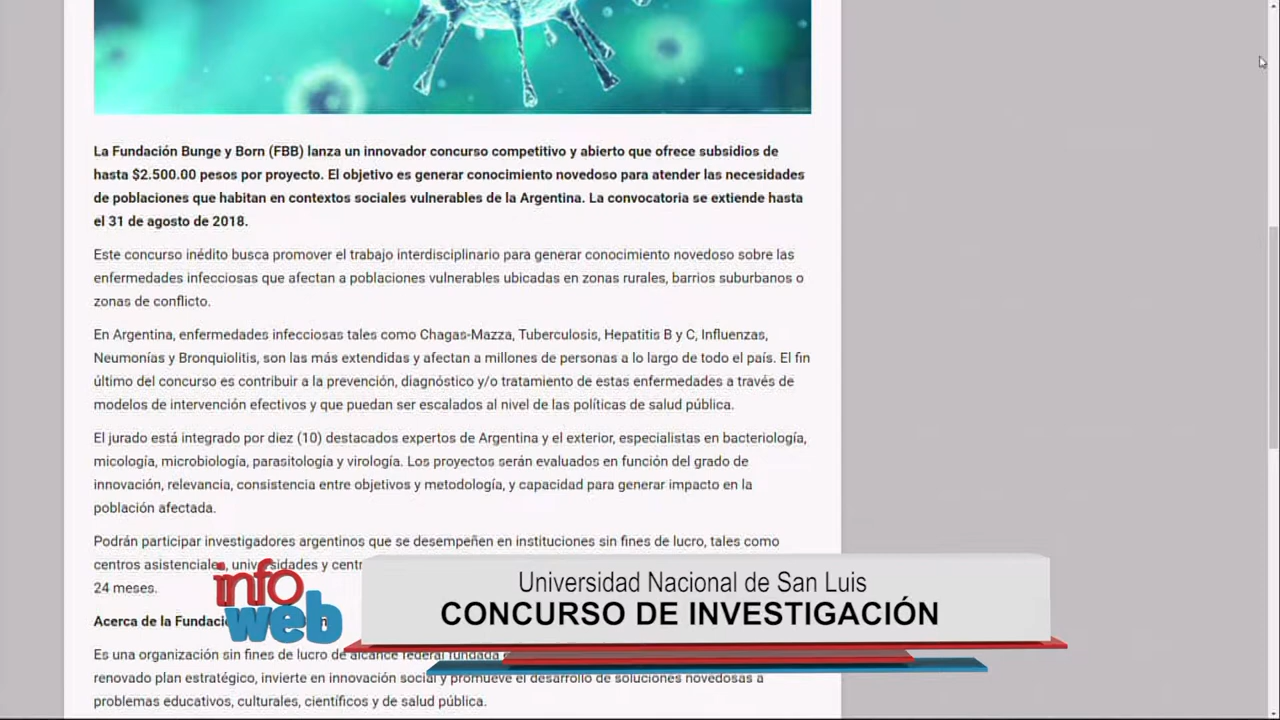 La Fundación Bunge y Born (FBB) lanza un innovador concurso competitivo y abierto que ofrece subsidios de
hasta $2.500.00 pesos por proyecto. El objetivo es generar conocimiento novedoso para atender las necesidades
de poblaciones que habitan en contextos sociales vulnerables de la Argentina. La convocatoria se extiende hasta
el 31 de agosto de 2018.
Este concurso inédito busca promover el trabajo interdisciplinario para generar conocimiento novedoso sobre las
enfermedades infecciosas que afectan a poblaciones vulnerables ubicadas en zonas rurales, barrios suburbanos o
zonas de conflicto.
En Argentina, enfermedades infecciosas tales como Chagas-Mazza, Tuberculosis, Hepatitis B y C, Influenzas,
Neumonías y Bronquiolitis, son las más extendidas y afectan a millones de personas a lo largo de todo el país. El fin
último del concurso es contribuir a la prevención, diagnóstico y/o tratamiento de estas enfermedades a través de
modelos de intervención efectivos y que puedan ser escalados al nivel de las políticas de salud pública.
El jurado está integrado por diez (10) destacados expertos de Argentina y el exterior, especialistas en bacteriología,
micología, microbiología, parasitología y virología. Los proyectos serán evaluados en función del grado de
innovación, relevancia, consistencia entre objetivos y metodología, y capacidad para generar impacto en la
población afectada.
Podrán participar investigadores argentinos que se desempeñen en instituciones sin fines de lucro, tales como
centros asistenciales, universidades y
24 meses.
Acerca de la
Es una organización sin fines de lucro de alcance federal fundada
renovado plan estratégico, invierte en innovación social y promueve el desarrollo de soluciones novedosas a
problemas educativos, culturales, científicos y de salud pública.
info
web
Universidad Nacional de San Luis
CONCURSO DE INVESTIGACIÓN